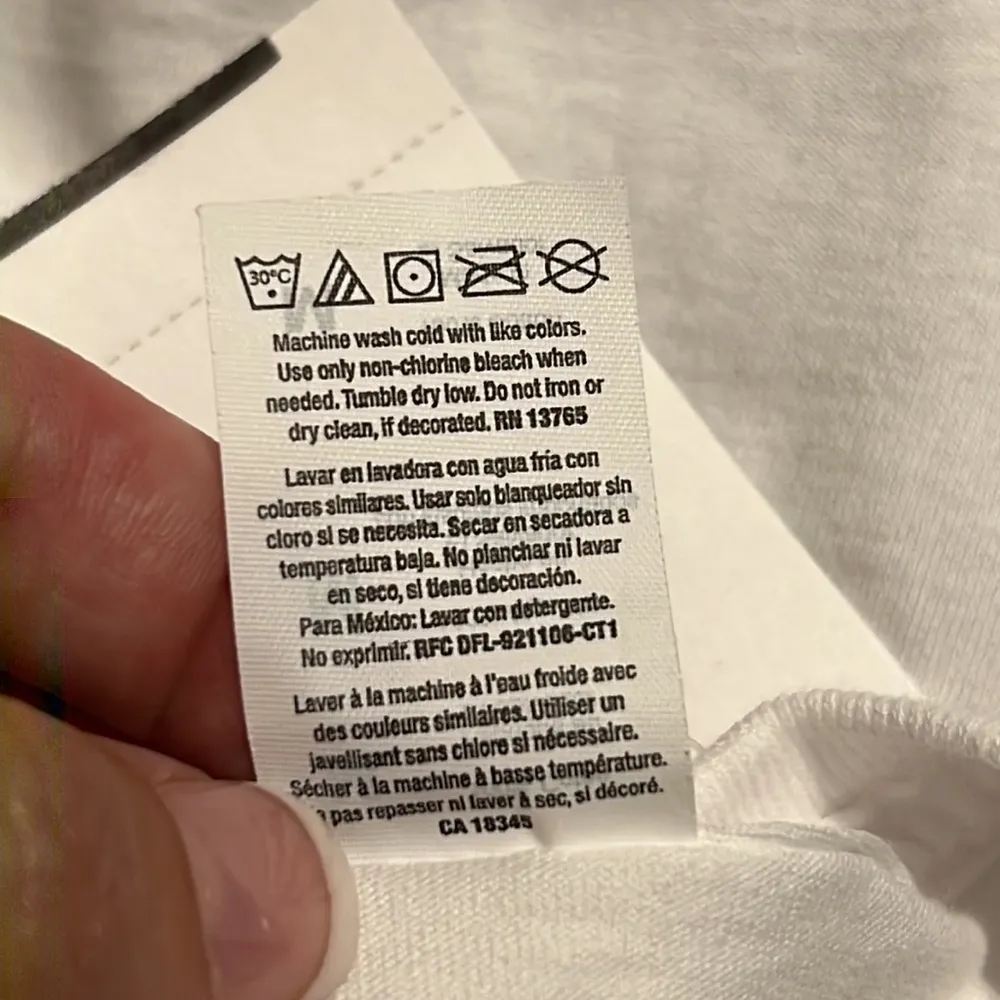 30°C
Machine wash cold with like colors.
Use only non-chlorine bleach when
needed. Tumble dry low. Do not iron or
dry clean, if decorated. RN 13765
Lavar en lavadora con agua fría con
colores similares. Usar solo blanqueador sin
cloro si se necesita. Secar en secadora a
temperatura baja. No planchar ni lavar
en seco, si tiene decoración.
Para México: Lavar con detergente.
No exprimir. RFC DFL-921106-CT1
Laver à la machine à l'eau froide avec
des couleurs similaires. Utiliser un
javellisant sans chlore si nécessaire.
Sécher à la machine à basse température.
pas repasser ni laver à sec, si décoré.
CA 18345